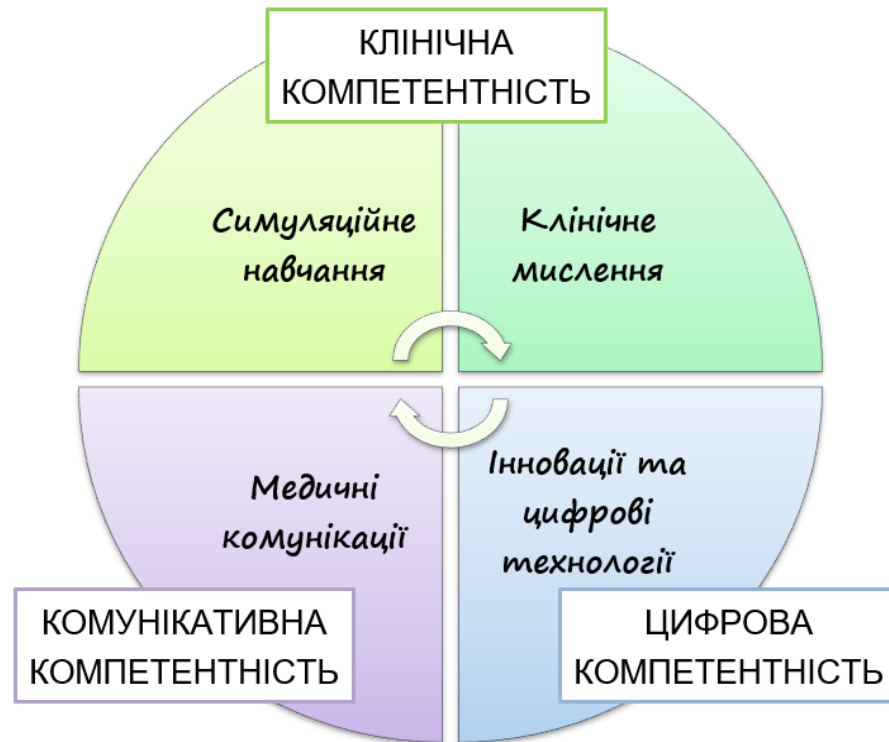 КЛІНІЧНА
КОМПЕТЕНТНІСТЬ
Симуляційне
навчання
Клінічне
мислення
Медичні
комунікації
Інновації та
цифрові
технології
КОМУНІКАТИВНА
КОМПЕТЕНТНІСТЬ
ЦИФРОВА
КОМПЕТЕНТНІСТЬ